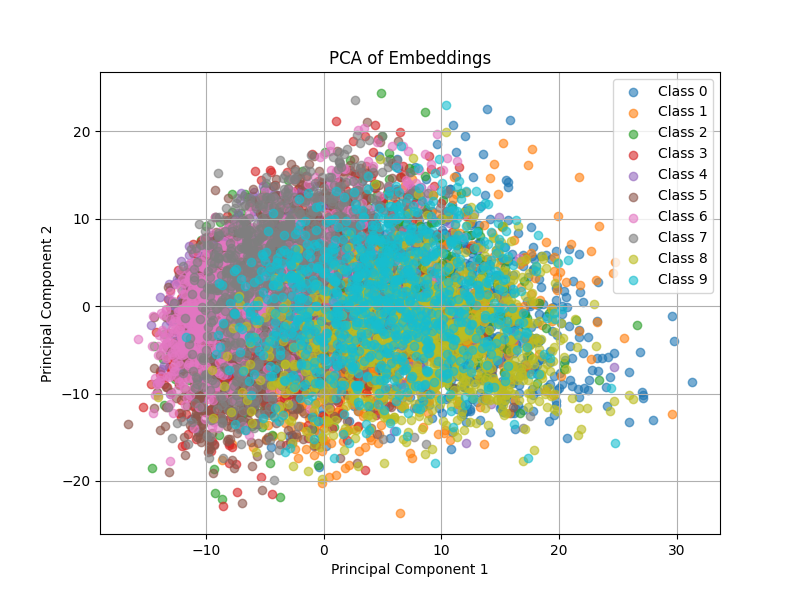 PCA of Embeddings
Class 0
Class 1
Class 2
Class 3
Class 4
Class 5
Class 6
Class 7
Class 8
Class 9
20
10
0
−10
−20
Principal Component 2
−10
0
10
20
30
Principal Component 1